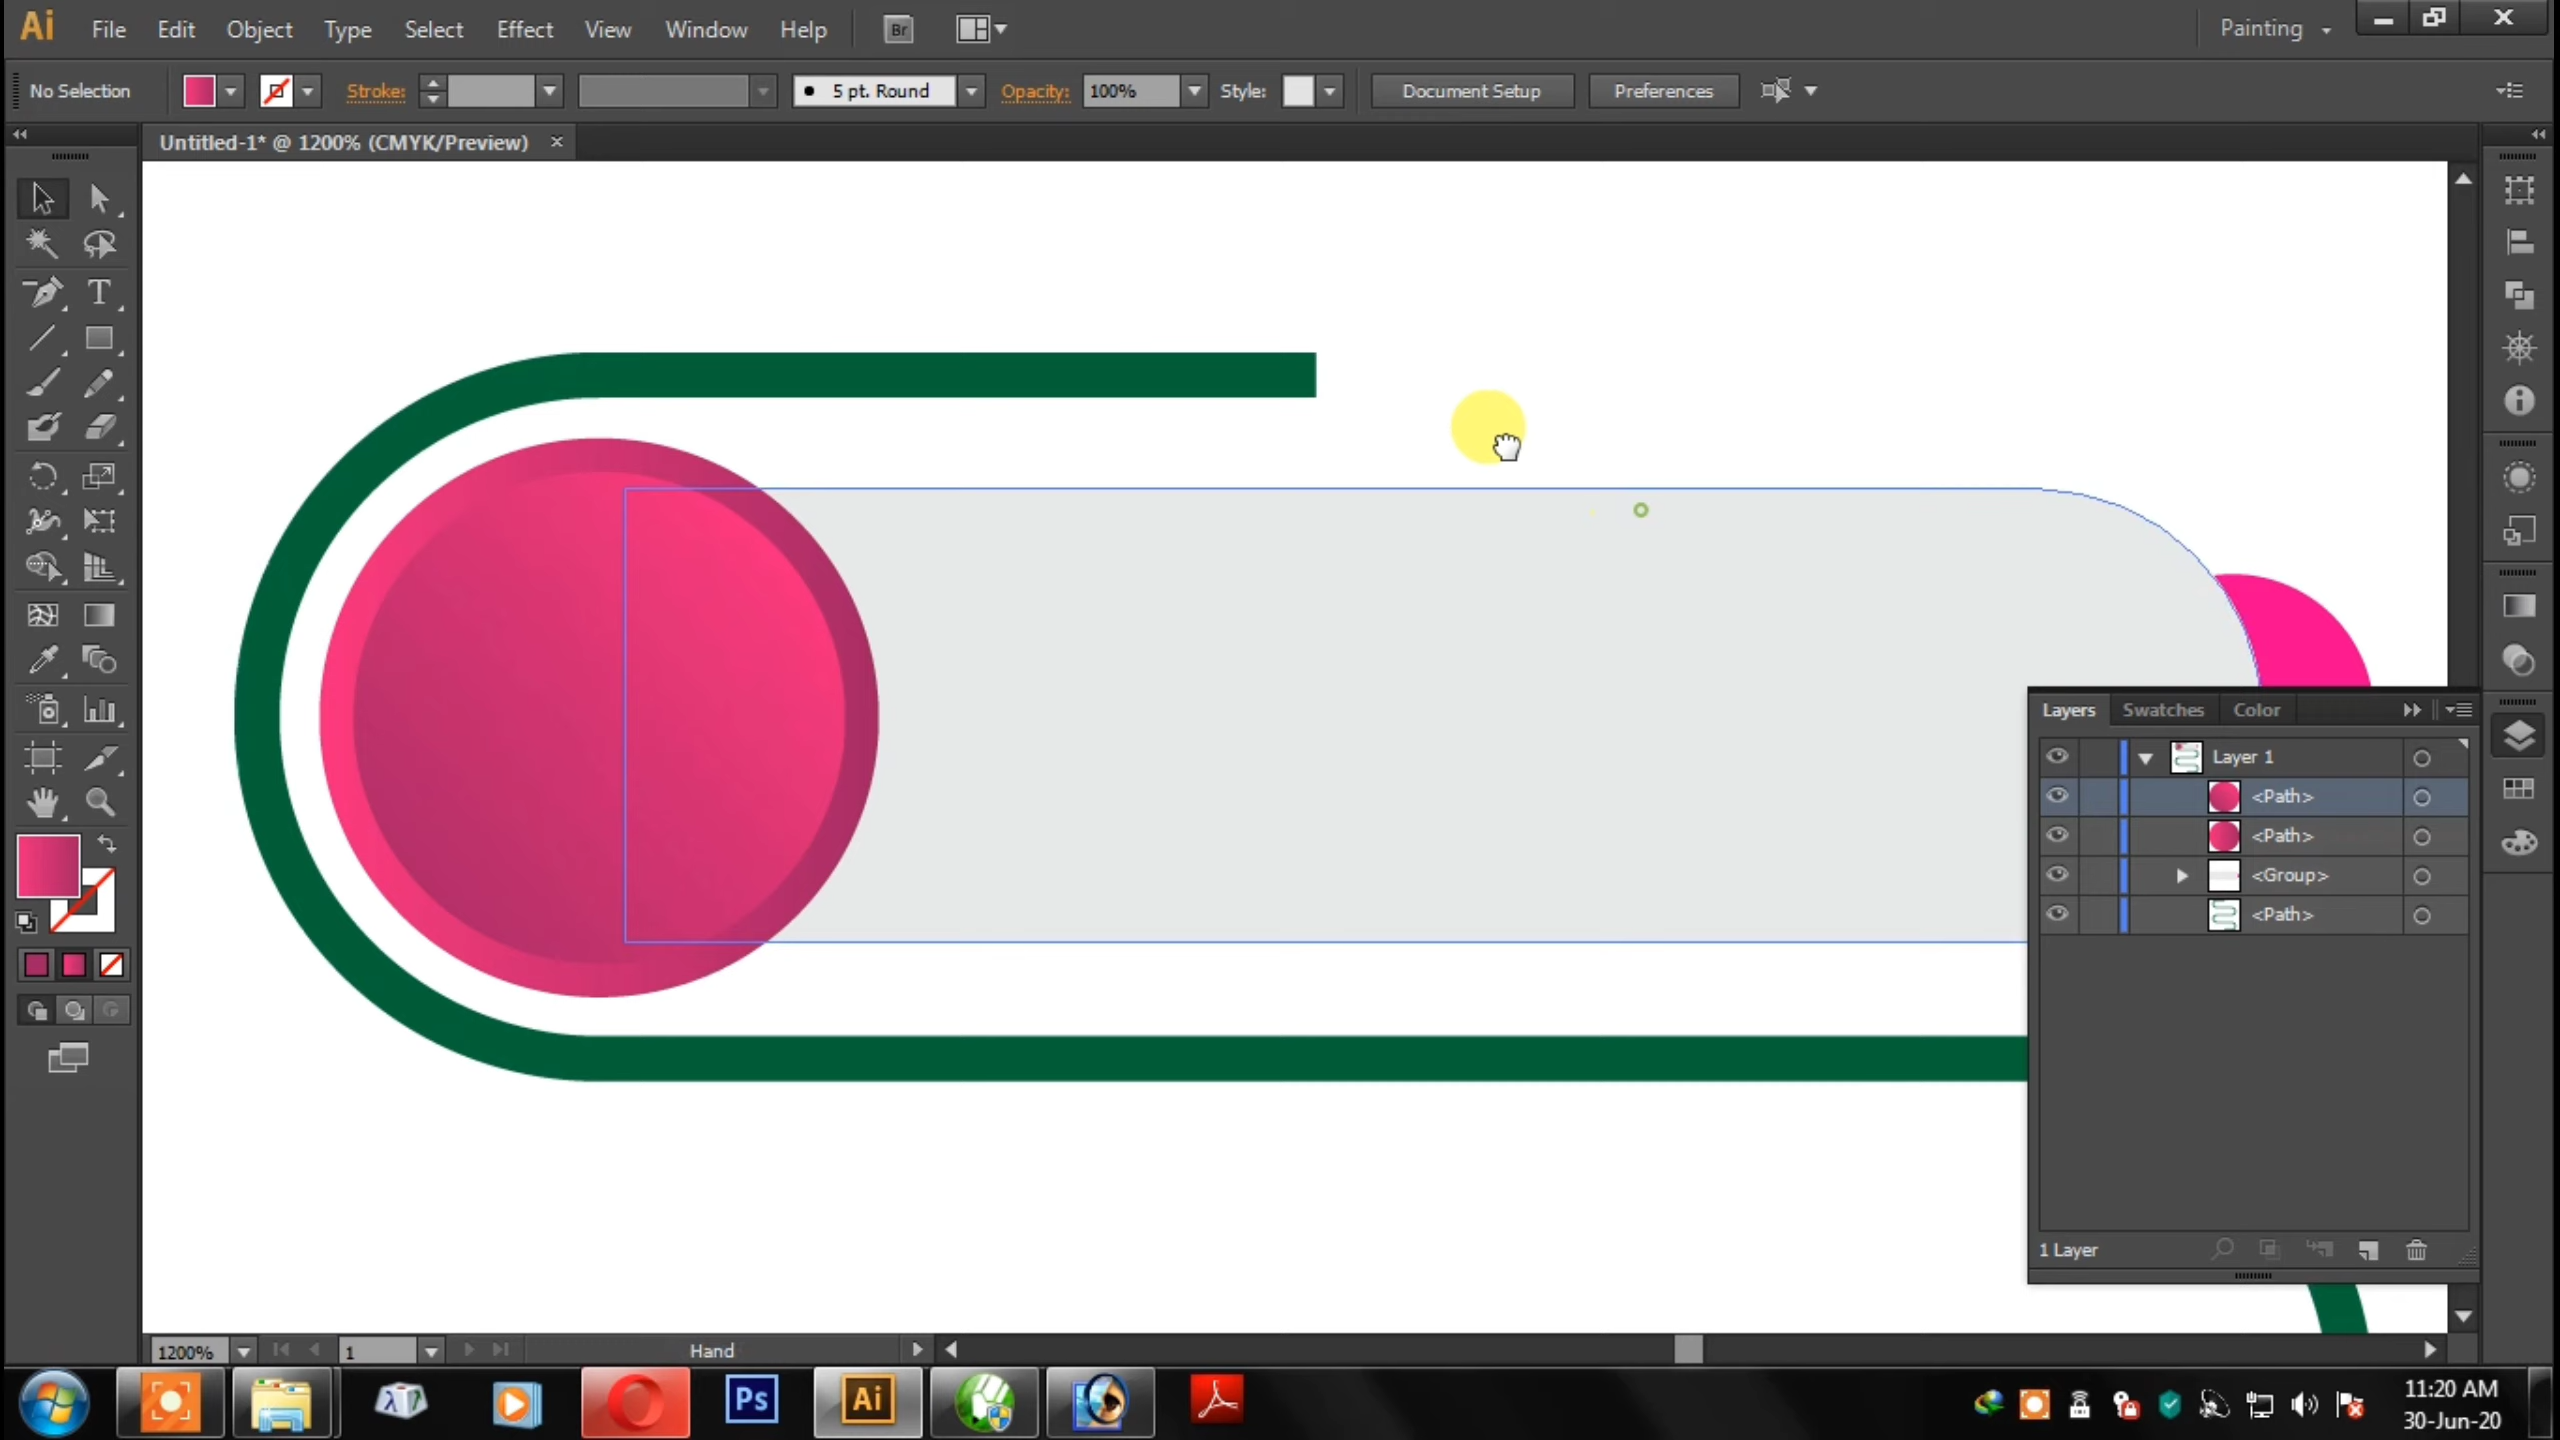 Ai File Edit Object Type Select Effect View Window Help Br Painting
No Selection Stroke: 5 pt. Round Opacity: 100% Style: Document Setup Preferences
Untitled-1* @ 1200% (CMYK/Preview)
T
Layers Swatches Color
Layer 1
<Path>
<Path>
<Group>
<Path>
1 Layer
1200% 1 Hand
Ps Ai
11:20 AM
30-Jun-20